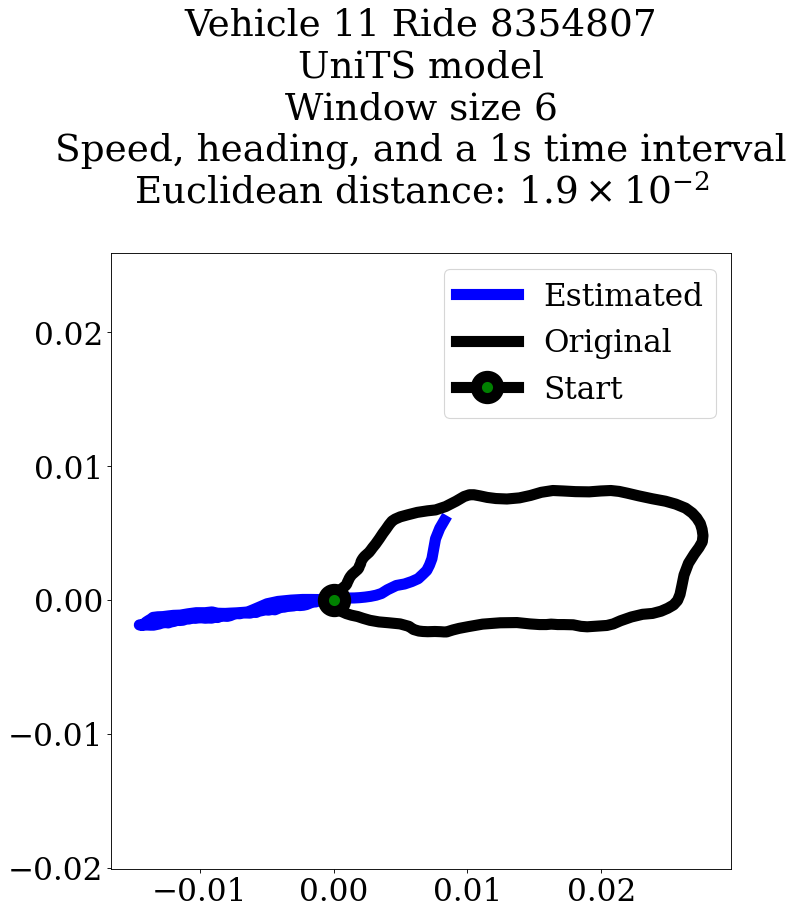 Vehicle 11 Ride 8354807
UniTS model
Window size 6
Speed, heading, and a 1s time interval
Euclidean distance: 1.9 × 10⁻²
Estimated
Original
Start
0.02
0.01
0.00
−0.01
−0.02
−0.01 0.00 0.01 0.02